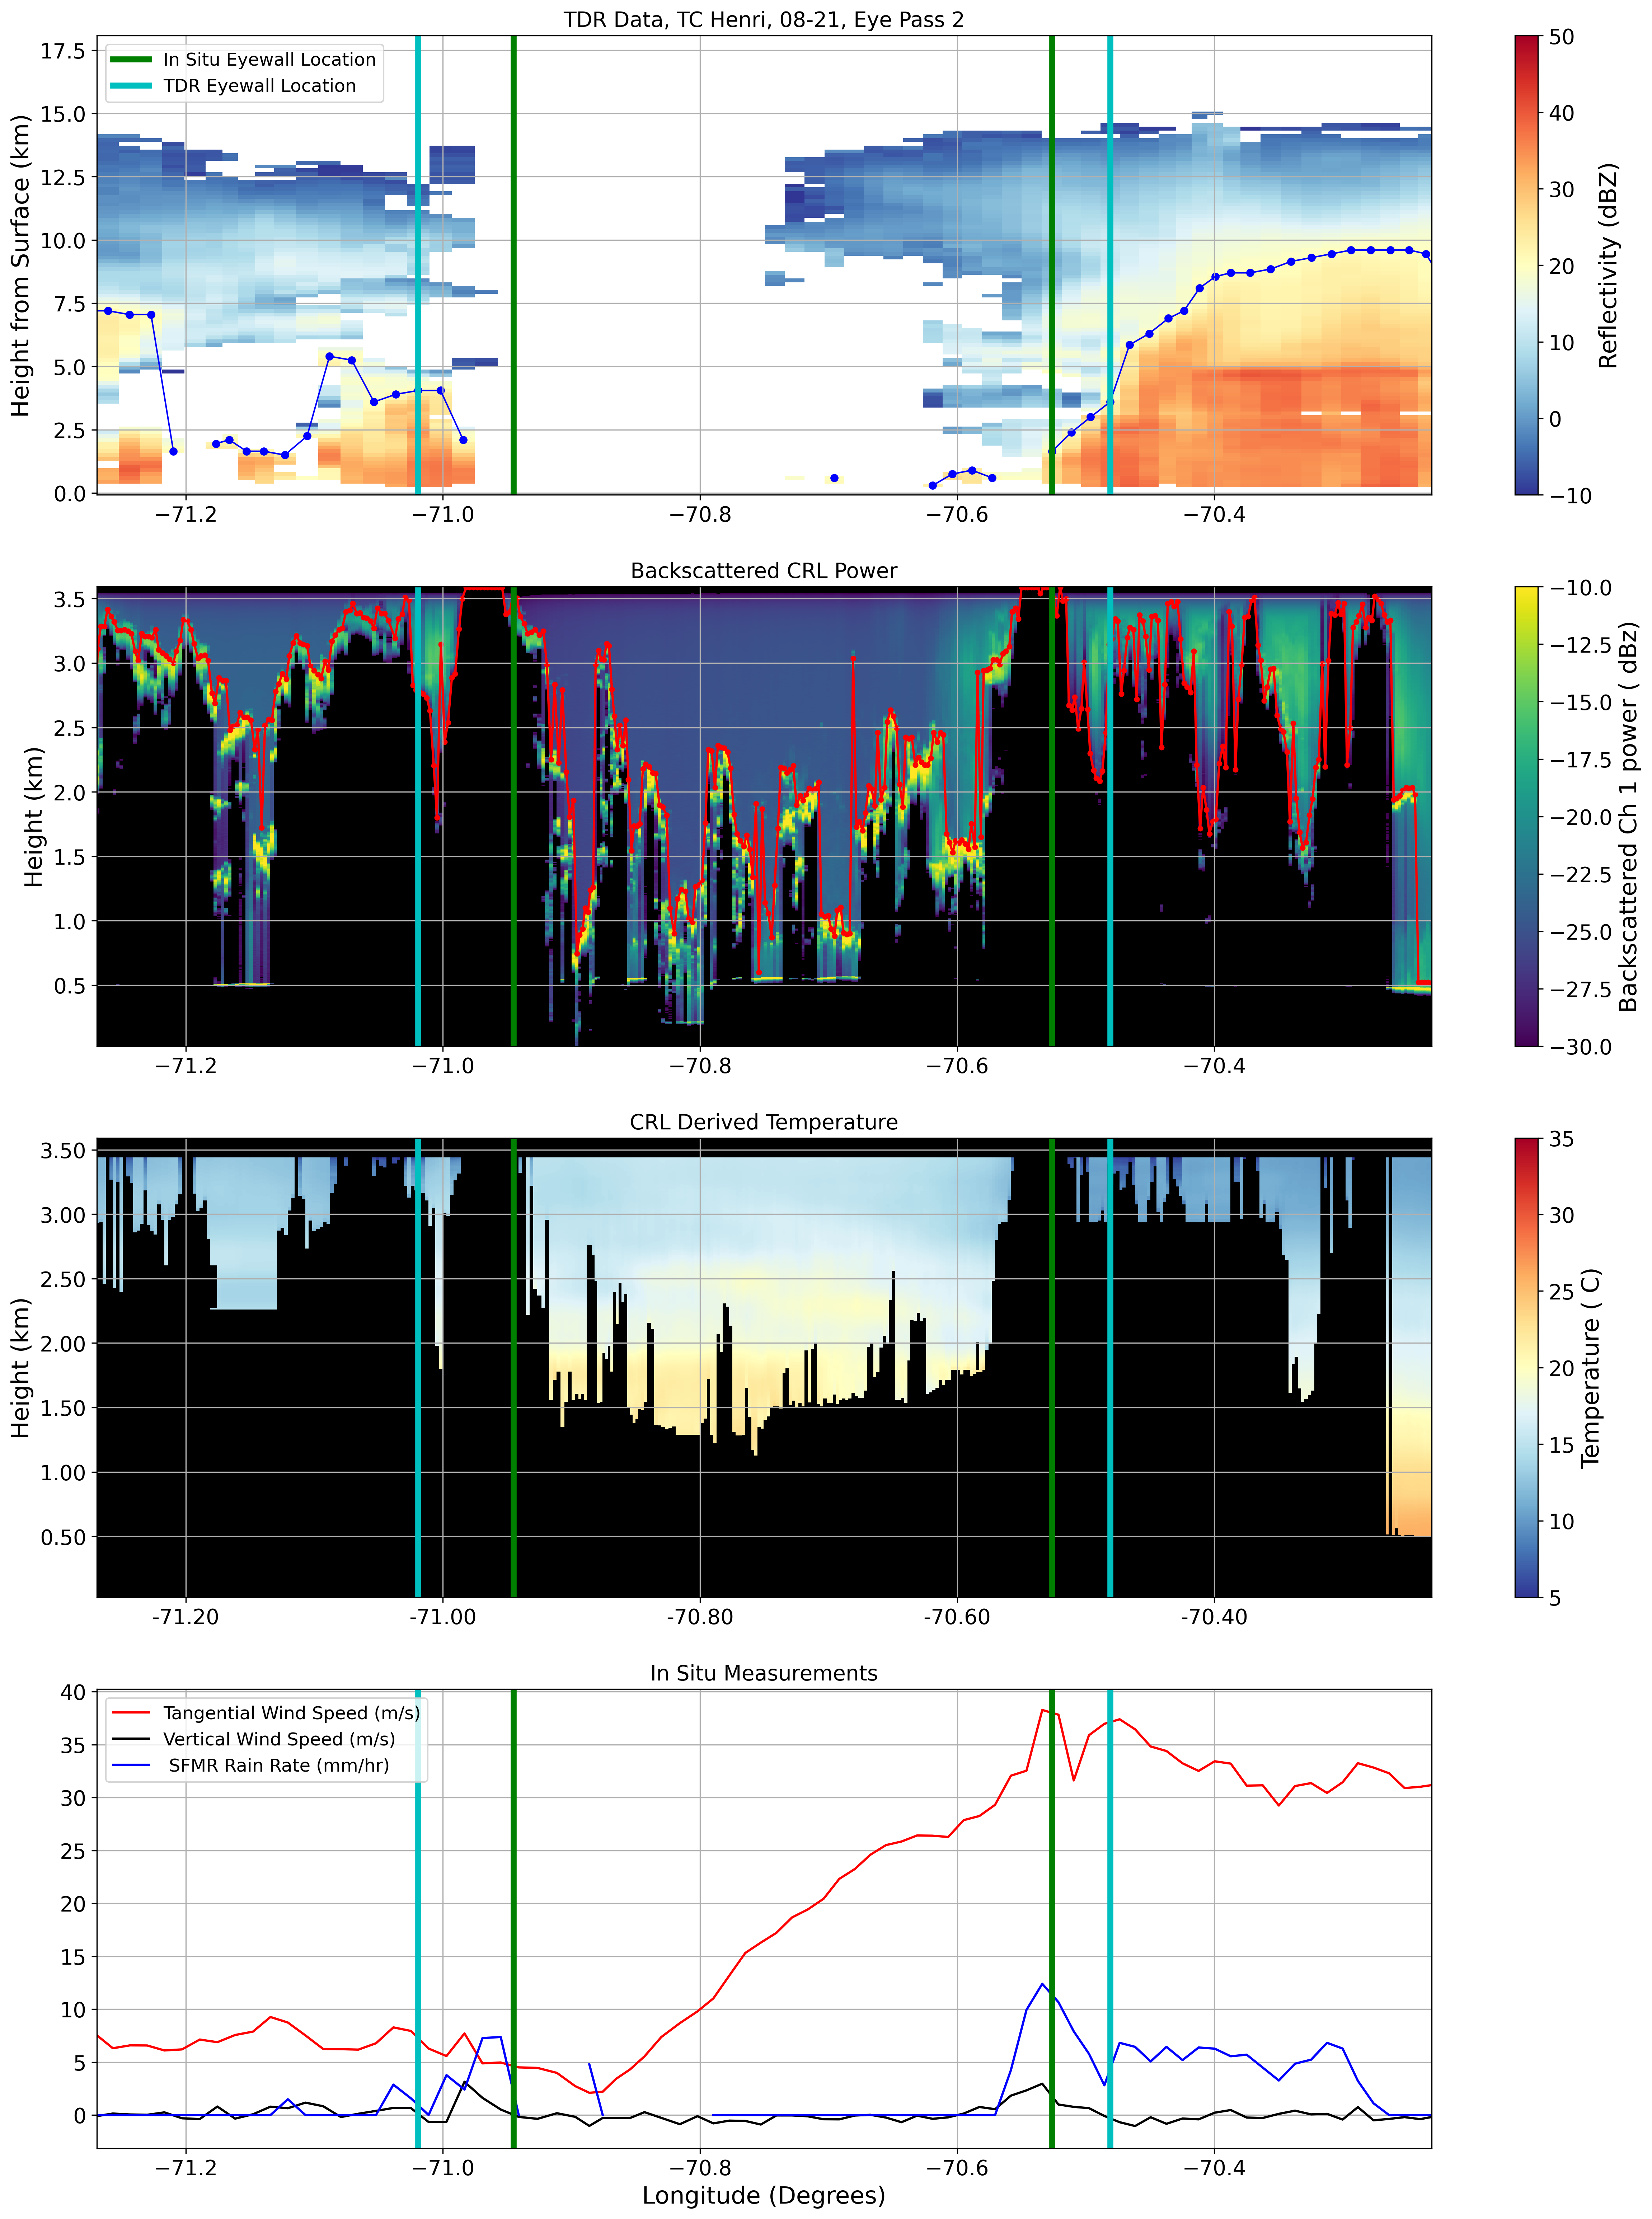 TDR Data, TC Henri, 08-21, Eye Pass 2
In Situ Eyewall Location
TDR Eyewall Location
Height from Surface (km)
17.5
15.0
12.5
10.0
7.5
5.0
2.5
0.0
−71.2 −71.0 −70.8 −70.6 −70.4
50
40
30
20
10
0
−10
Reflectivity (dBZ)
Backscattered CRL Power
Height (km)
3.5
3.0
2.5
2.0
1.5
1.0
0.5
−71.2 −71.0 −70.8 −70.6 −70.4
−10.0
−12.5
−15.0
−17.5
−20.0
−22.5
−25.0
−27.5
−30.0
Backscattered Ch 1 power ( dBz)
CRL Derived Temperature
Height (km)
3.50
3.00
2.50
2.00
1.50
1.00
0.50
-71.20 -71.00 -70.80 -70.60 -70.40
35
30
25
20
15
10
5
Temperature ( C)
In Situ Measurements
Tangential Wind Speed (m/s)
Vertical Wind Speed (m/s)
SFMR Rain Rate (mm/hr)
40
35
30
25
20
15
10
5
0
−71.2 −71.0 −70.8 −70.6 −70.4
Longitude (Degrees)